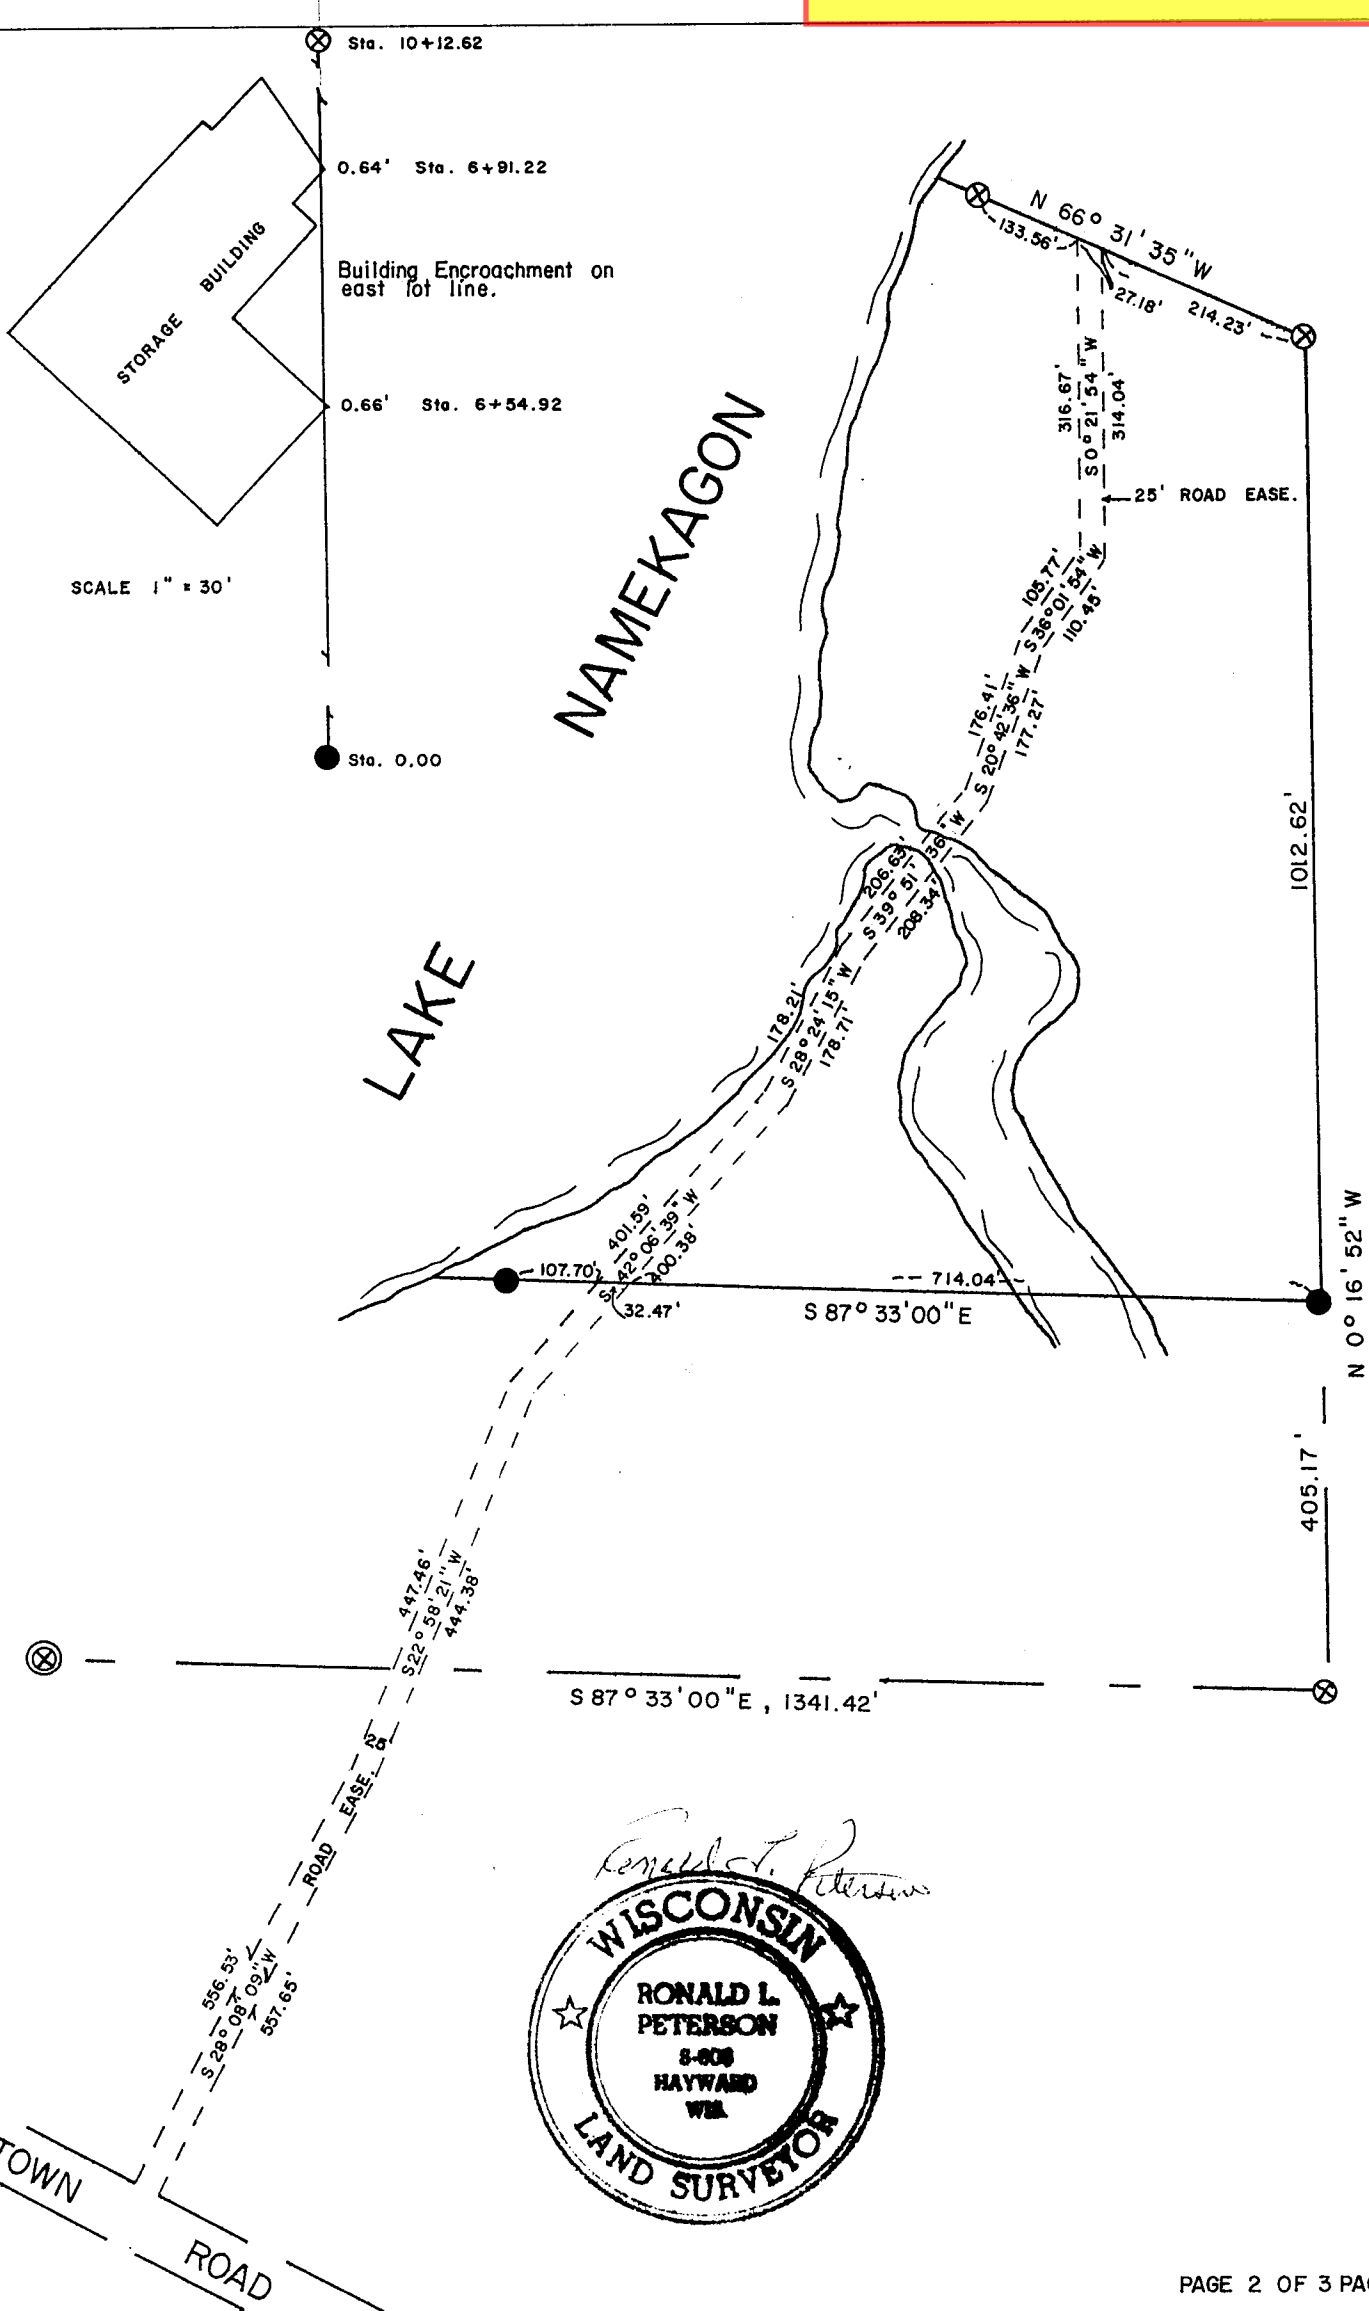 Sta. 10+12.62
0.64' Sta. 6+91.22
STORAGE BUILDING
Building Encroachment on
east lot line.
0.66' Sta. 6+54.92
SCALE 1" = 30'
Sta. 0.00
LAKE NAMEKAGON
N 66° 31' 35" W
133.56'
27.18'
214.23'
316.67'
S 0° 21' 54" W
314.04'
25' ROAD EASE.
105.77'
S 36° 01' 54" W
110.45'
176.41'
S 20° 42' 36" W
177.27'
1012.62'
206.63'
S 39° 51' 36" W
208.34'
178.21'
S 28° 24' 15" W
178.71'
401.59'
S 42° 06' 39" W
400.38'
107.70'
32.47'
714.04'
S 87° 33' 00" E
N 0° 16' 52" W
405.17'
447.46'
S 22° 58' 21" W
444.38'
S 87° 33' 00" E, 1341.42'
25'
ROAD EASE.
556.53'
S 28° 08' 09" W
557.65'
TOWN ROAD
Ronald L. Peterson
WISCONSIN
RONALD L.
PETERSON
HAYWARD
WIS.
LAND SURVEYOR
PAGE 2 OF 3 PA